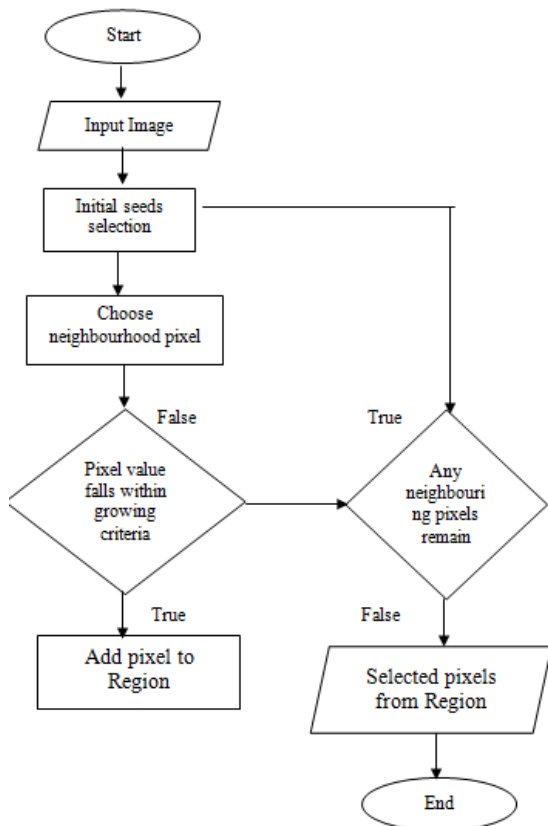 Start
Input Image
Initial seeds
selection
Choose
neighbourhood pixel
False
True
Pixel value
falls within
growing
criteria
Any
neighbouri
ng pixels
remain
True
False
Add pixel to
Region
Selected pixels
from Region
End